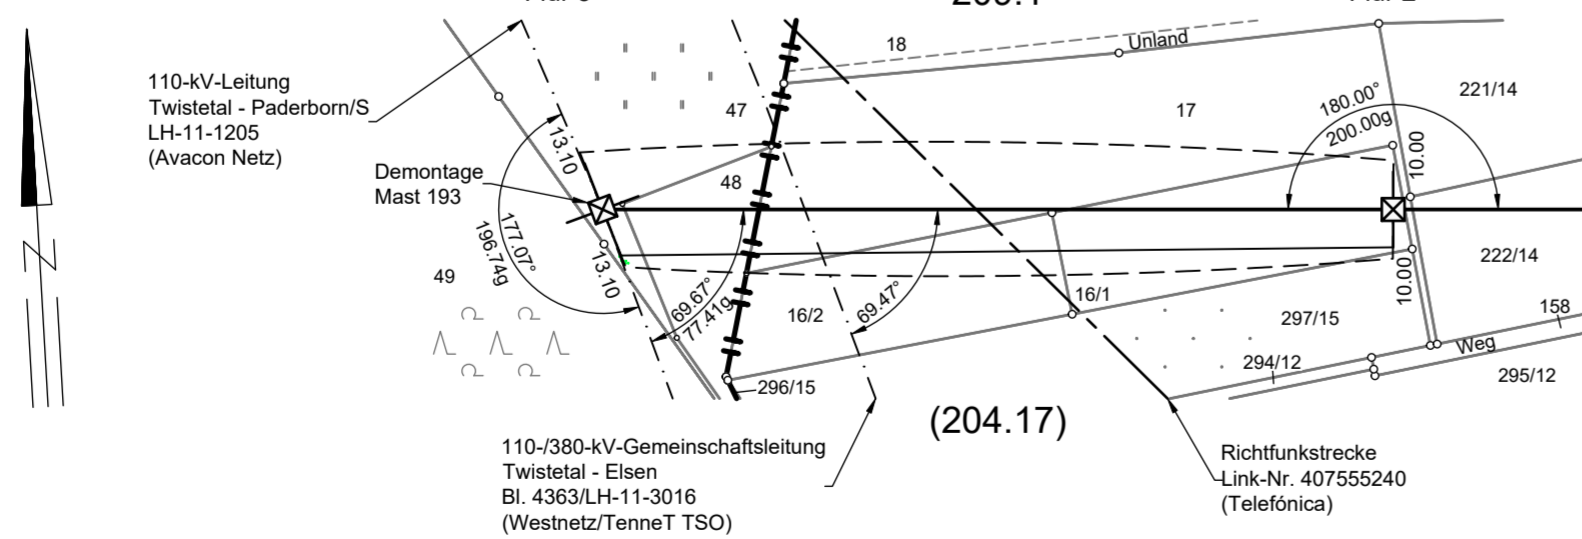 110-kV-Leitung
Twistetal - Paderborn/S
LH-11-1205
(Avacon Netz)
Demontage
Mast 193
N
13.10
13.10
177.07°
196.74g
49
47
48
18
Unland
17
180.00°
200.00g
221/14
10.00
10.00
222/14
69.67°
77.41g
69.47°
16/2
16/1
297/15
158
Weg
294/12
295/12
296/15
(204.17)
110-/380-kV-Gemeinschaftsleitung
Twistetal - Elsen
Bl. 4363/LH-11-3016
(Westnetz/TenneT TSO)
Richtfunkstrecke
Link-Nr. 407555240
(Telefónica)